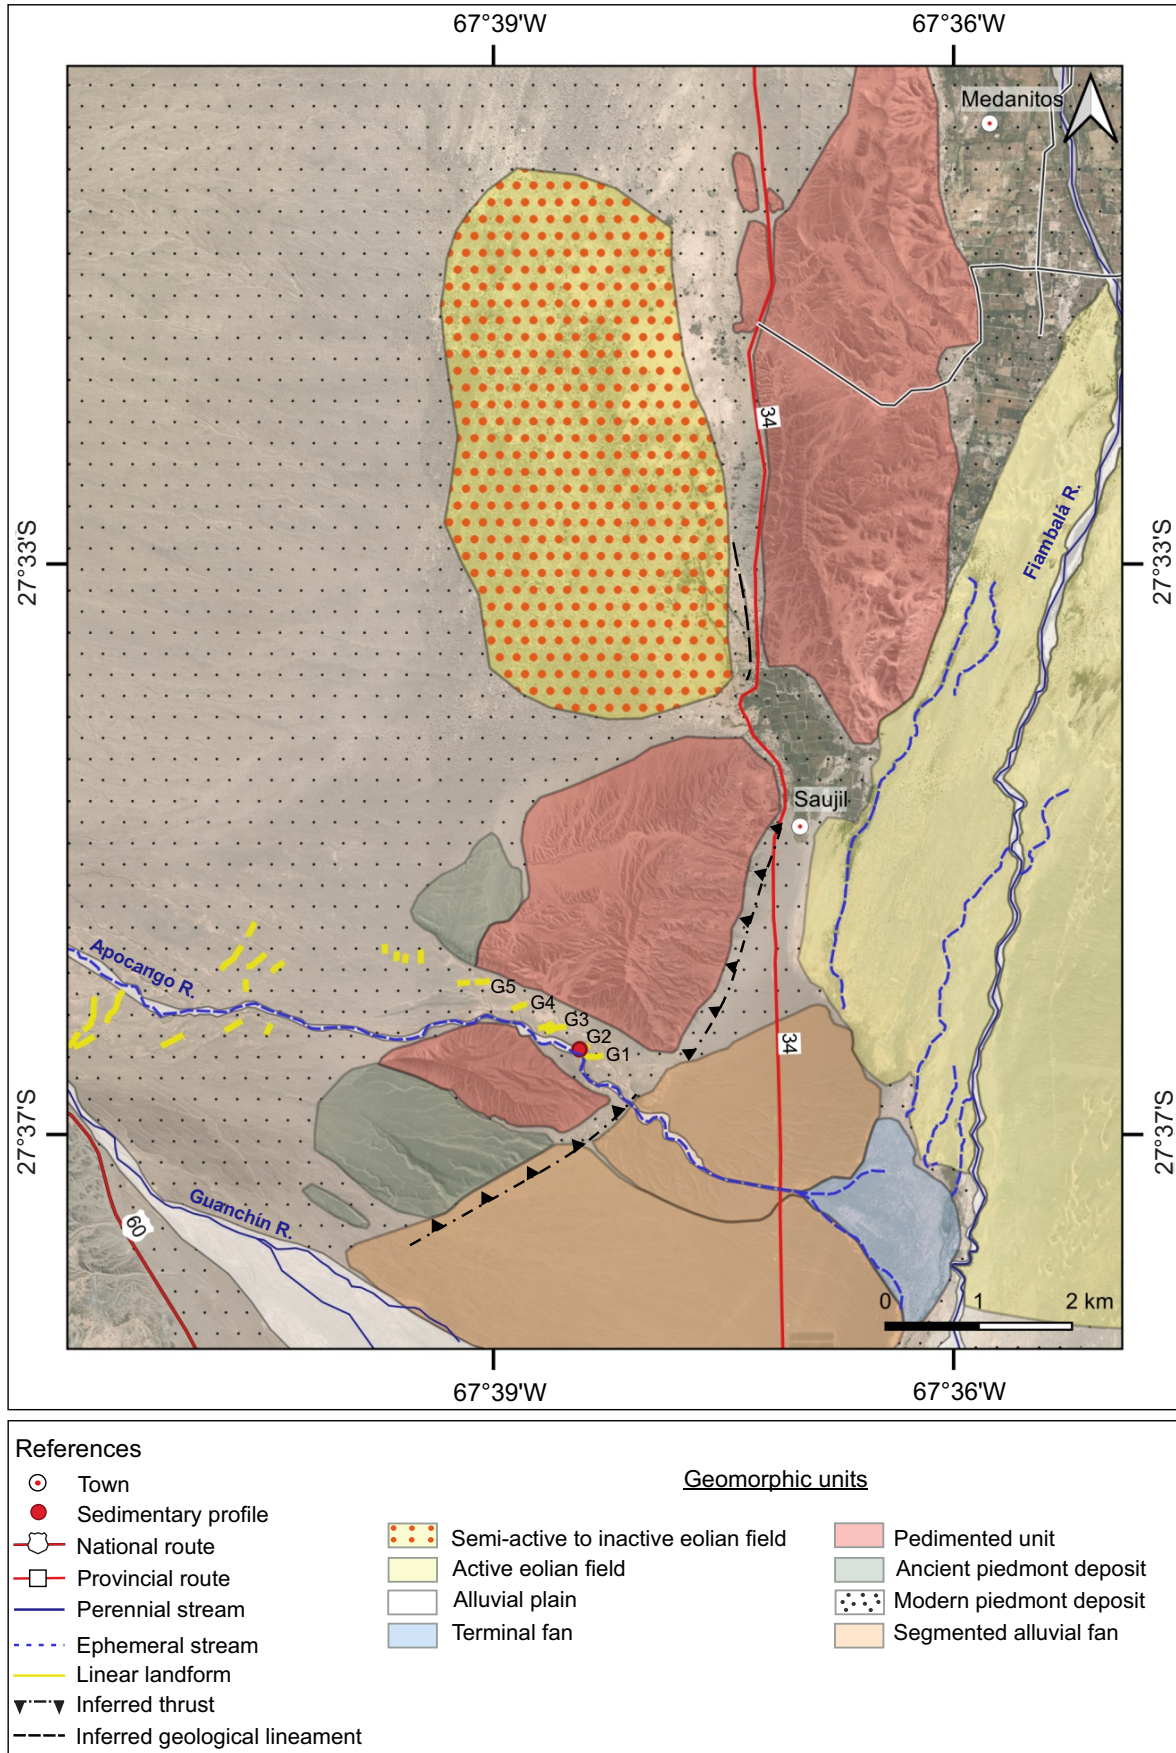 67°39'W
67°36'W
Medanitos
34
27°33'S
27°33'S
Fiambalá R.
Saujil
Apocango R.
G5
G4
G3
G2
G1
34
27°37'S
27°37'S
Guanchín R.
60
0 1 2 km
67°39'W
67°36'W
References
Town
Sedimentary profile
National route
Provincial route
Perennial stream
Ephemeral stream
Linear landform
Inferred thrust
Inferred geological lineament
Geomorphic units
Semi-active to inactive eolian field
Active eolian field
Alluvial plain
Terminal fan
Pedimented unit
Ancient piedmont deposit
Modern piedmont deposit
Segmented alluvial fan